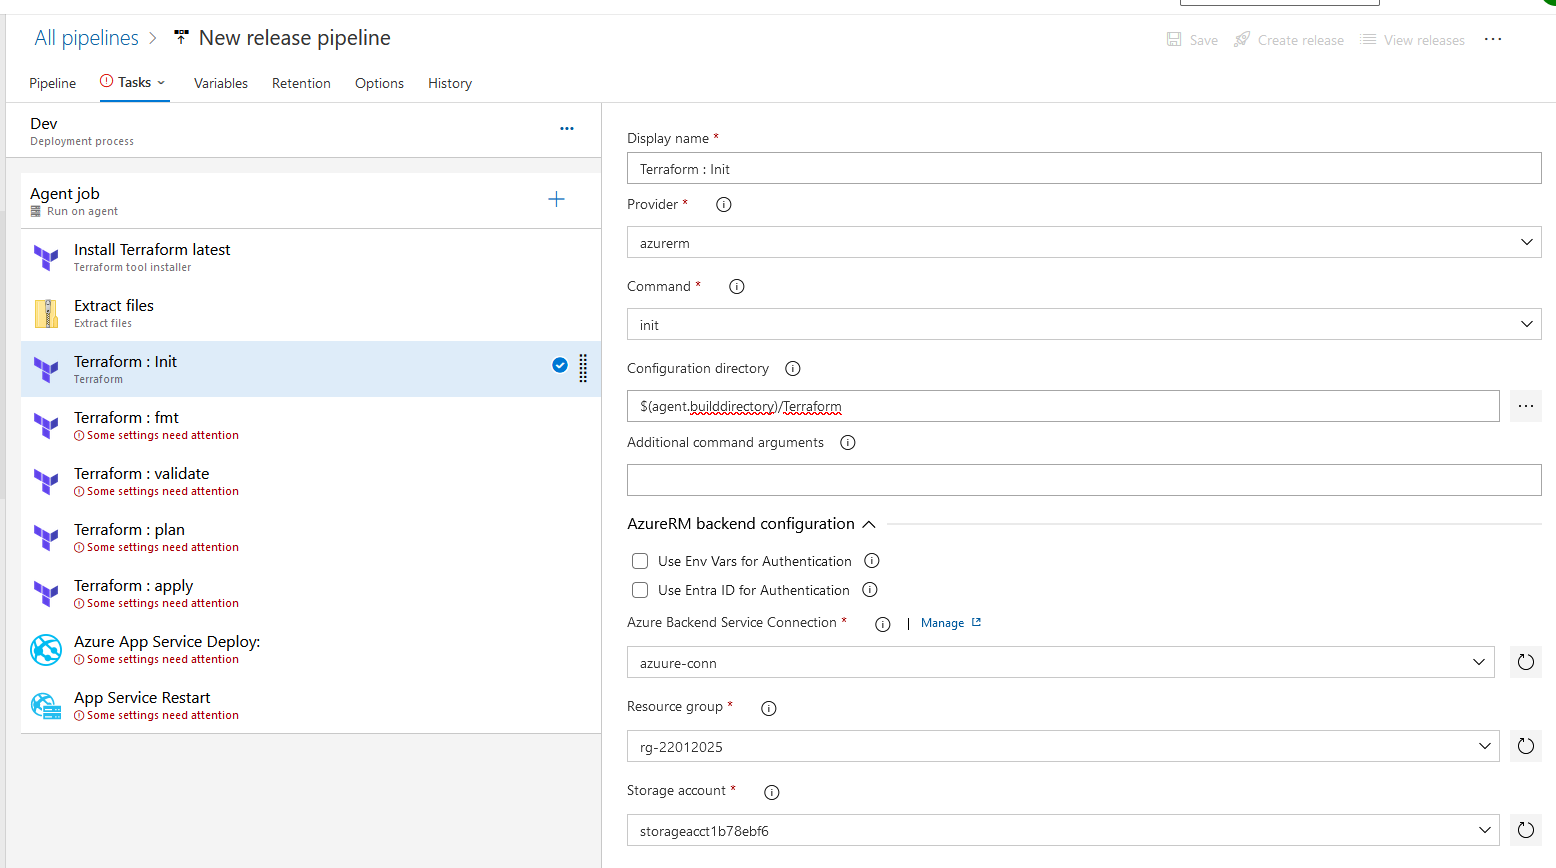 All pipelines > New release pipeline
Save Create release View releases ...
Pipeline Tasks Variables Retention Options History
Dev
Deployment process
Agent job
Run on agent
Install Terraform latest
Terraform tool installer
Extract files
Extract files
Terraform : Init
Terraform
Terraform : fmt
Some settings need attention
Terraform : validate
Some settings need attention
Terraform : plan
Some settings need attention
Terraform : apply
Some settings need attention
Azure App Service Deploy:
Some settings need attention
App Service Restart
Some settings need attention
Display name *
Terraform : Init
Provider *
azurerm
Command *
init
Configuration directory
$(agent.builddirectory)/Terraform
Additional command arguments
AzureRM backend configuration
Use Env Vars for Authentication
Use Entra ID for Authentication
Azure Backend Service Connection * | Manage
azuure-conn
Resource group *
rg-22012025
Storage account *
storageacct1b78ebf6